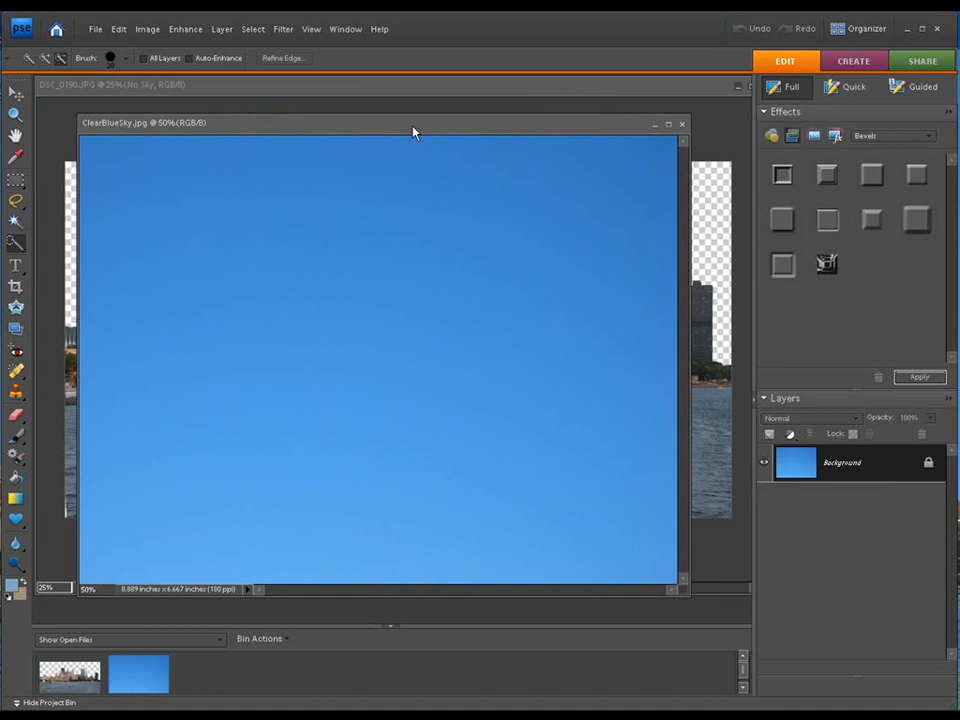 pse File Edit Image Enhance Layer Select Filter View Window Help Undo Redo Organizer
Brush: 20 All Layers Auto-Enhance Refine Edge... EDIT CREATE SHARE
DSC_0190.JPG @ 25%(No Sky, RGB/8)
Full Quick Guided
ClearBlueSky.jpg @ 50%(RGB/8)
Effects
Bevels
Apply
Layers
Normal Opacity: 100%
Lock:
Background
25%
50% 8.889 inches x 6.667 inches (180 ppi)
Show Open Files Bin Actions
Hide Project Bin